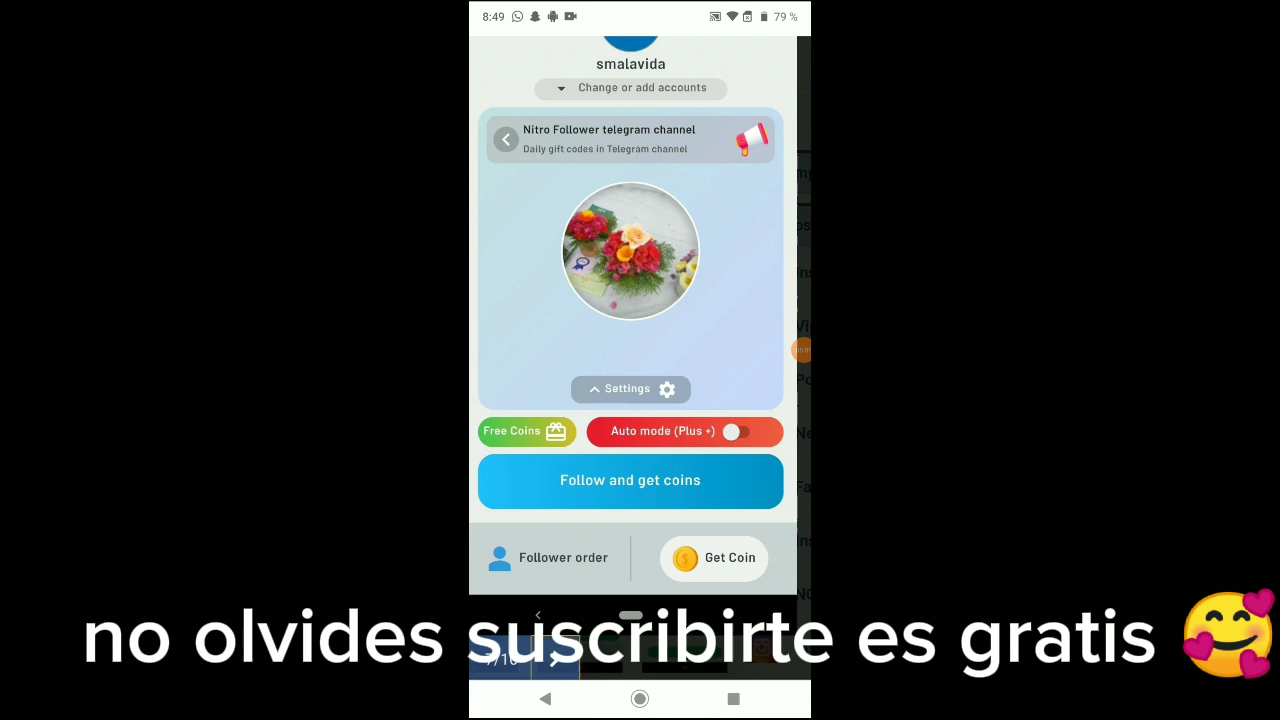 8:49
79 %
smalavida
Change or add accounts
Nitro Follower telegram channel
Daily gift codes in Telegram channel
Settings
Free Coins
Auto mode (Plus +)
Follow and get coins
Follower order
Get Coin
no olvides suscribirte es gratis 🥰